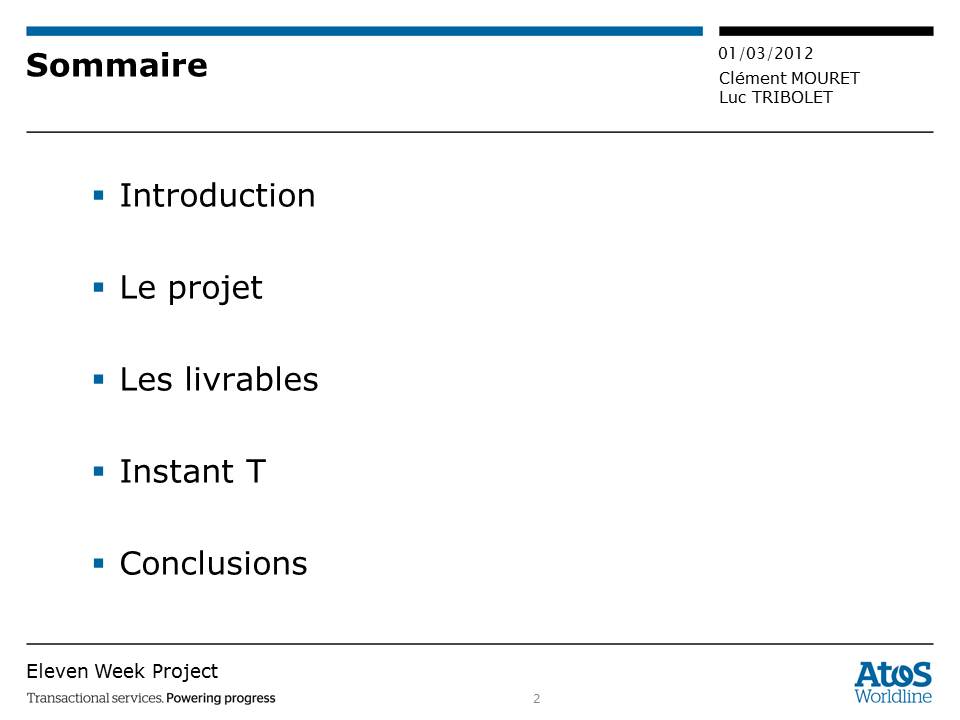 Sommaire
01/03/2012
Clément MOURET
Luc TRIBOLET
Introduction
Le projet
Les livrables
Instant T
Conclusions
Eleven Week Project
Transactional services. Powering progress
2
Atos
Worldline